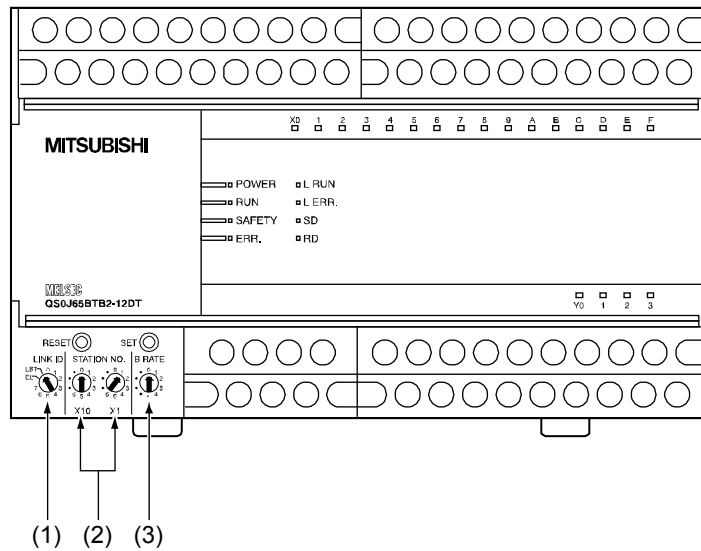 X0 1 2 3 4 5 6 7 8 9 A B C D E F
MITSUBISHI
POWER L RUN
RUN L ERR.
SAFETY SD
ERR. RD
MELSEC
QS0J65BTB2-12DT
Y0 1 2 3
RESET SET
LINK ID STATION NO. B RATE
X10 X1
(1) (2) (3)